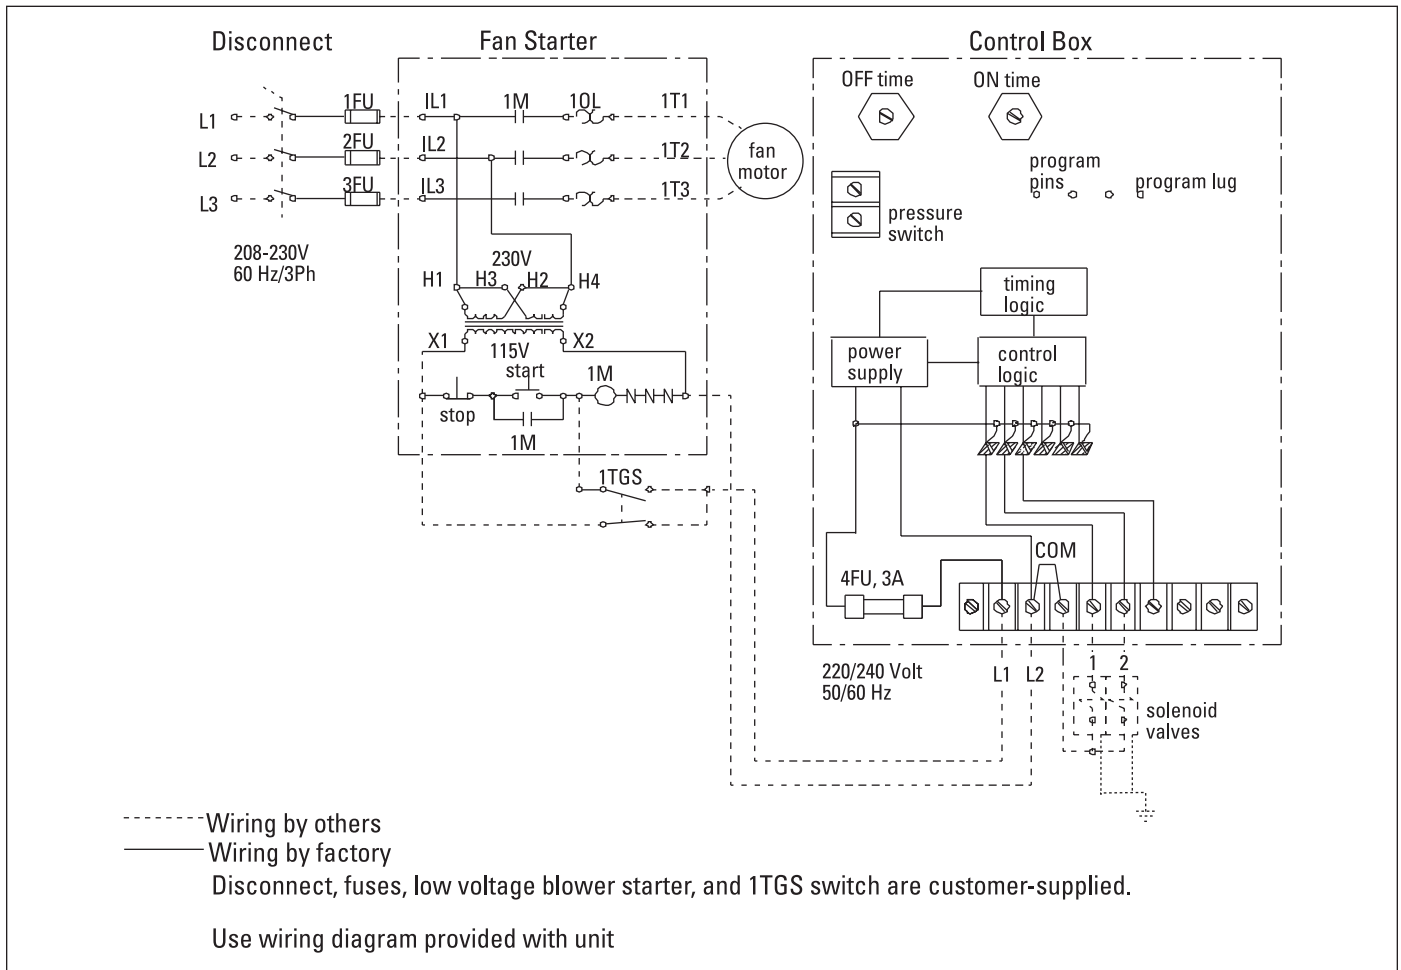 Disconnect
Fan Starter
Control Box
OFF time
ON time
1FU
IL1
1M
1OL
1T1
L1
2FU
IL2
1T2
L2
fan
motor
3FU
IL3
1T3
L3
program
pins
program lug
pressure
switch
208-230V
60 Hz/3Ph
230V
H1
H3
H2
H4
timing
logic
X1
115V
X2
start
1M
stop
1M
power
supply
control
logic
1TGS
COM
4FU, 3A
220/240 Volt
50/60 Hz
L1
L2
1
2
solenoid
valves
Wiring by others
Wiring by factory
Disconnect, fuses, low voltage blower starter, and 1TGS switch are customer-supplied.
Use wiring diagram provided with unit